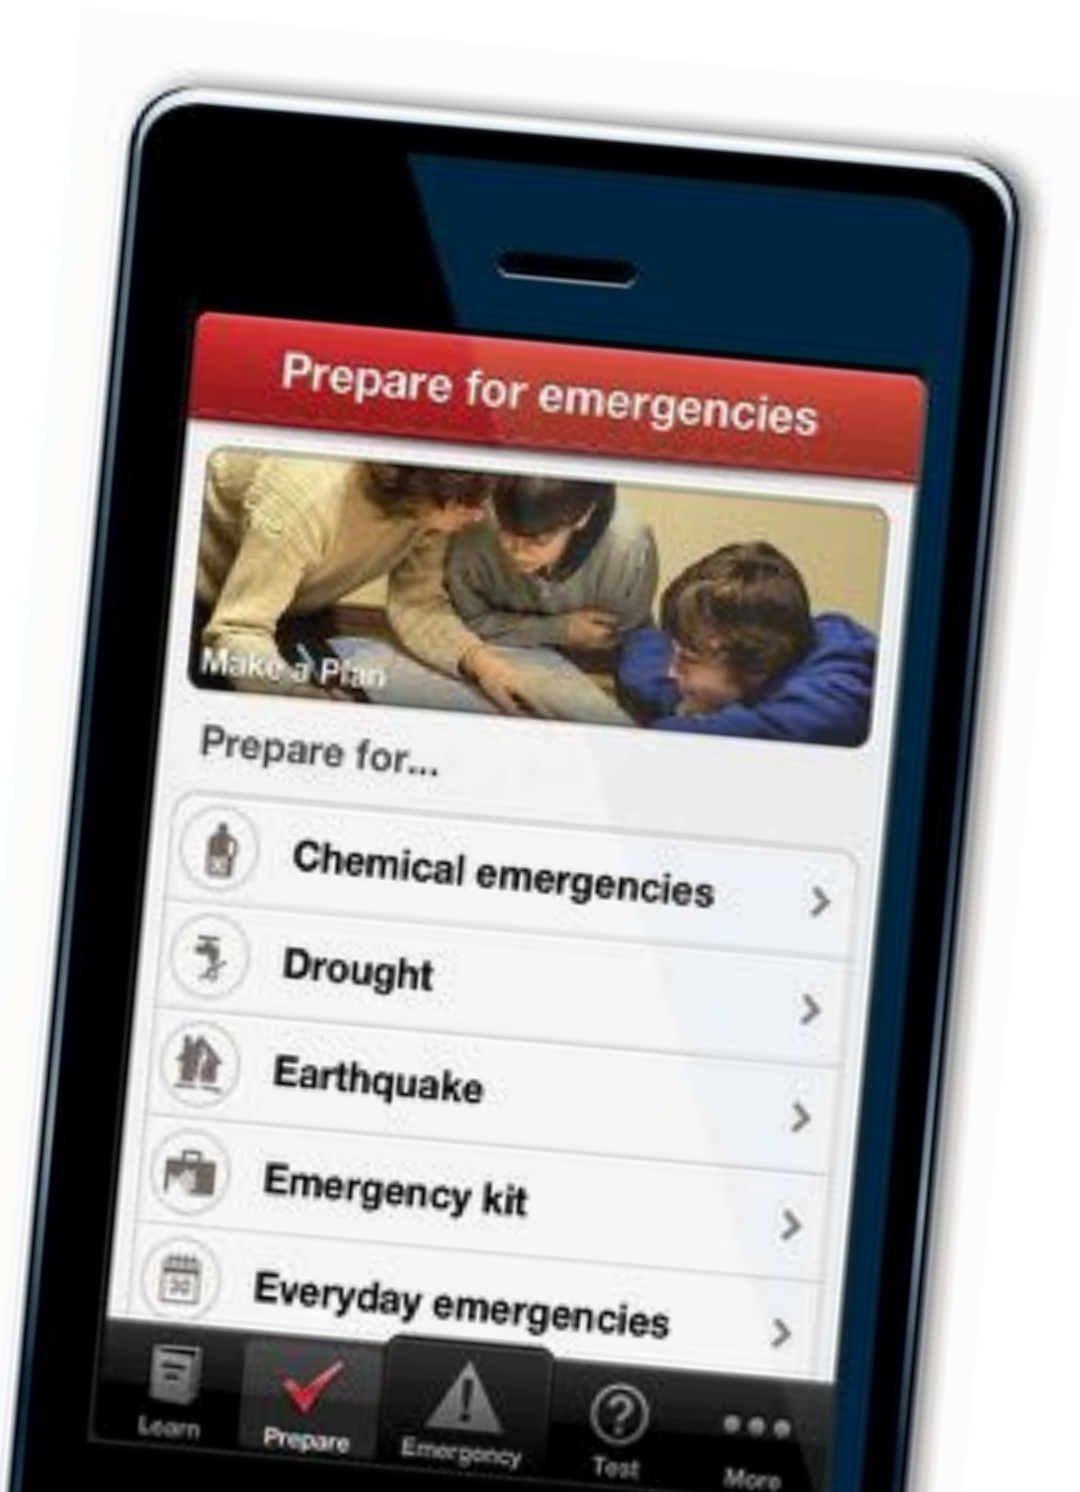 Prepare for emergencies
Make a Plan
Prepare for...
Chemical emergencies
Drought
Earthquake
Emergency kit
Everyday emergencies
Learn
Prepare
Emergency
Test
More